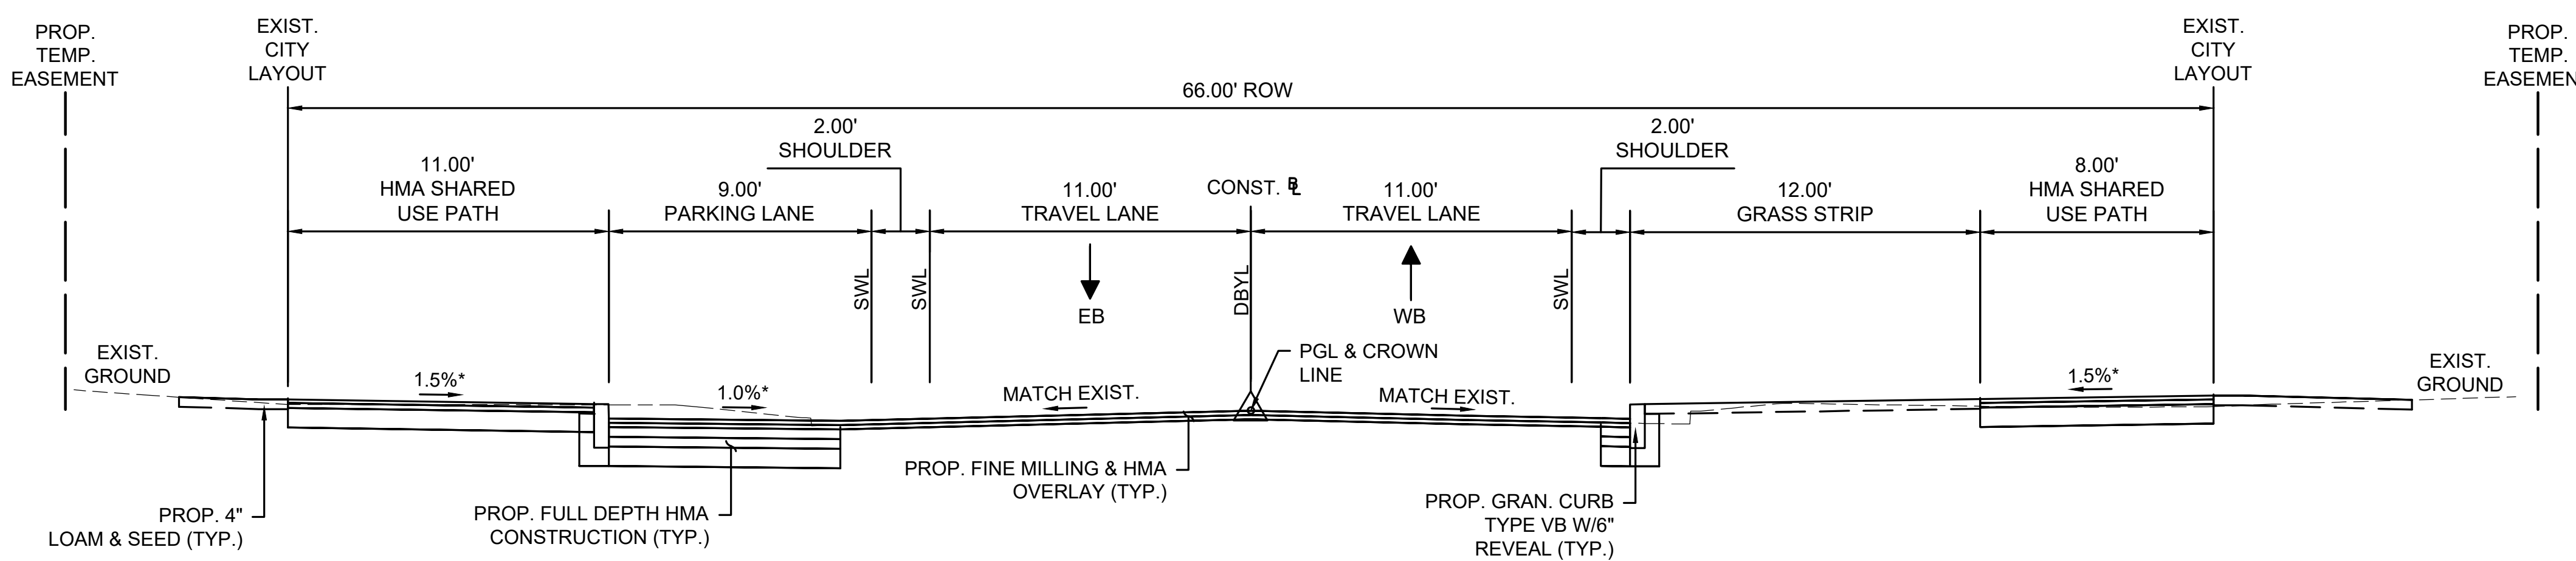 PROP.
TEMP.
EASEMENT
EXIST.
CITY
LAYOUT
EXIST.
CITY
LAYOUT
PROP.
TEMP.
EASEMENT
66.00' ROW
2.00'
SHOULDER
2.00'
SHOULDER
11.00'
HMA SHARED
USE PATH
9.00'
PARKING LANE
11.00'
TRAVEL LANE
CONST. BL
11.00'
TRAVEL LANE
12.00'
GRASS STRIP
8.00'
HMA SHARED
USE PATH
SWL
SWL
DBYL
SWL
EB
WB
PGL & CROWN
LINE
EXIST.
GROUND
1.5%*
1.0%*
MATCH EXIST.
MATCH EXIST.
1.5%*
EXIST.
GROUND
PROP. 4"
LOAM & SEED (TYP.)
PROP. FULL DEPTH HMA
CONSTRUCTION (TYP.)
PROP. FINE MILLING & HMA
OVERLAY (TYP.)
PROP. GRAN. CURB
TYPE VB W/6"
REVEAL (TYP.)